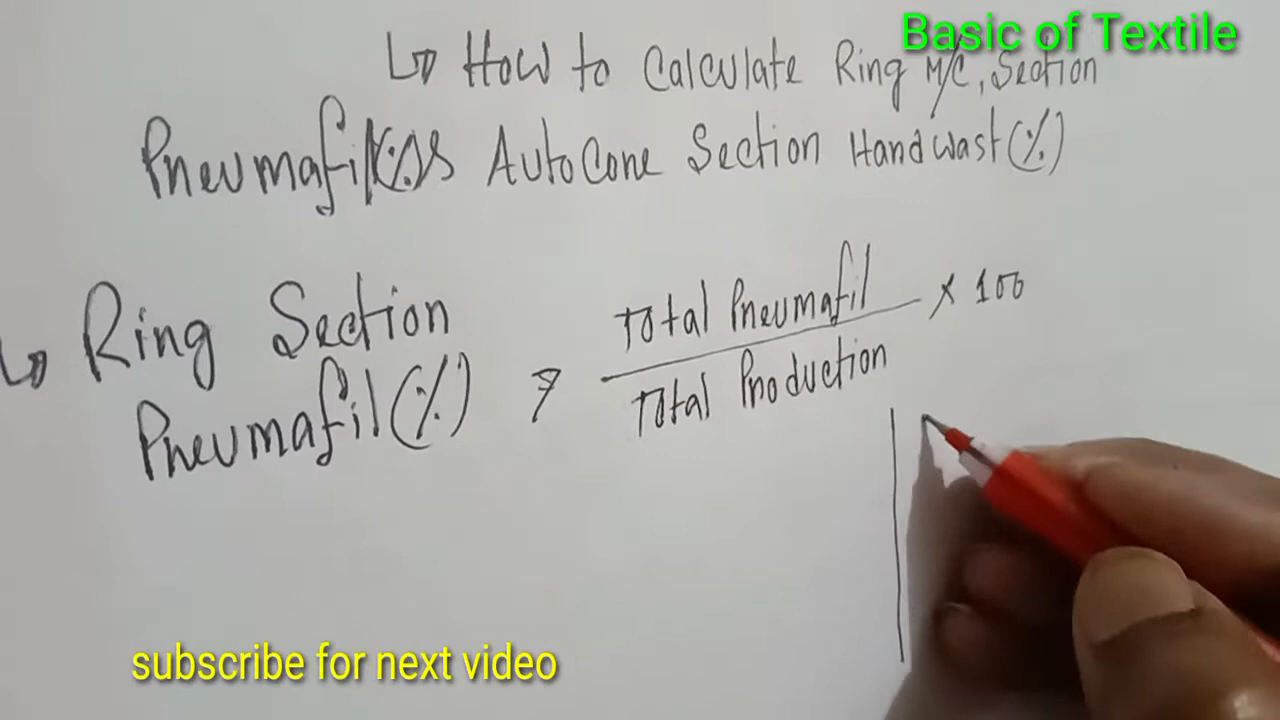 Basic of Textile
How to Calculate Ring M/C, Section
Pneumafil(%) & AutoCone Section Handwast(%)
Ring Section
Pneumafil(%) = Total Pneumafil × 100
Total Production
subscribe for next video